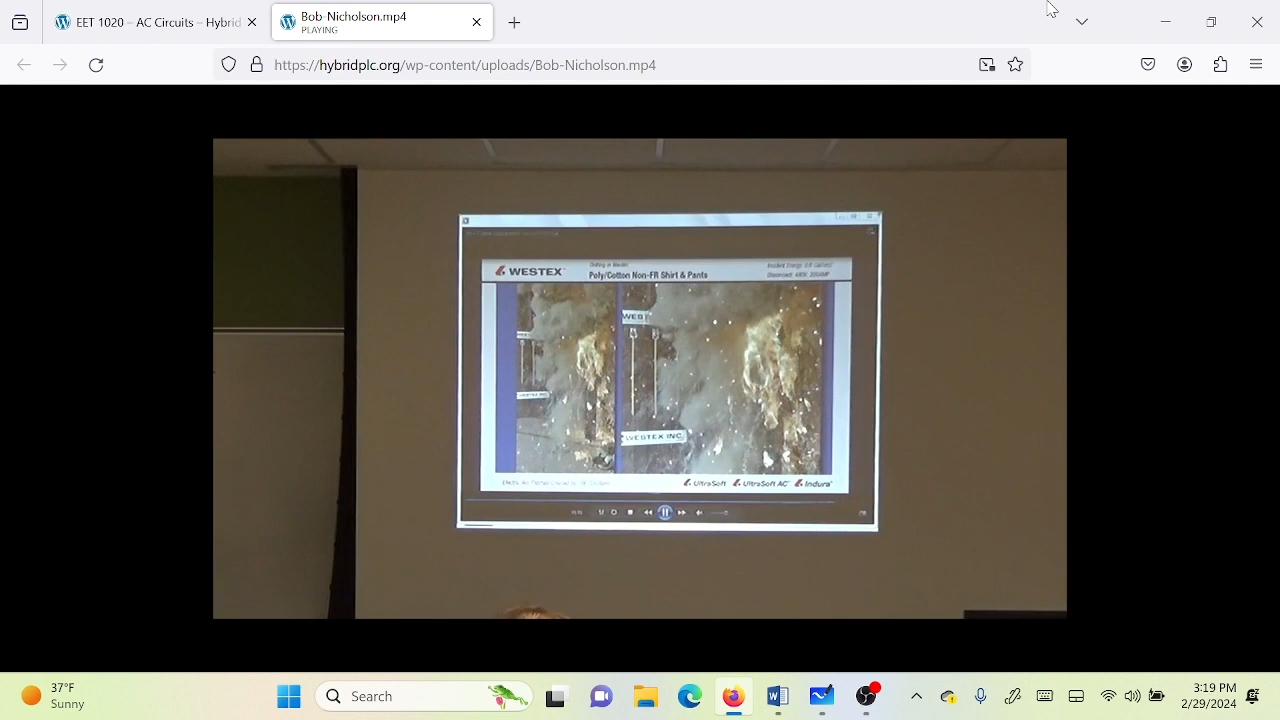 EET 1020 – AC Circuits – Hybrid
Bob-Nicholson.mp4
PLAYING
https://hybridplc.org/wp-content/uploads/Bob-Nicholson.mp4
WESTEX
Poly/Cotton Non-FR Shirt & Pants
WEST
WESTEX INC.
UltraSoft UltraSoft AC Indura
37°F
Sunny
Search
3:19 PM
2/29/2024